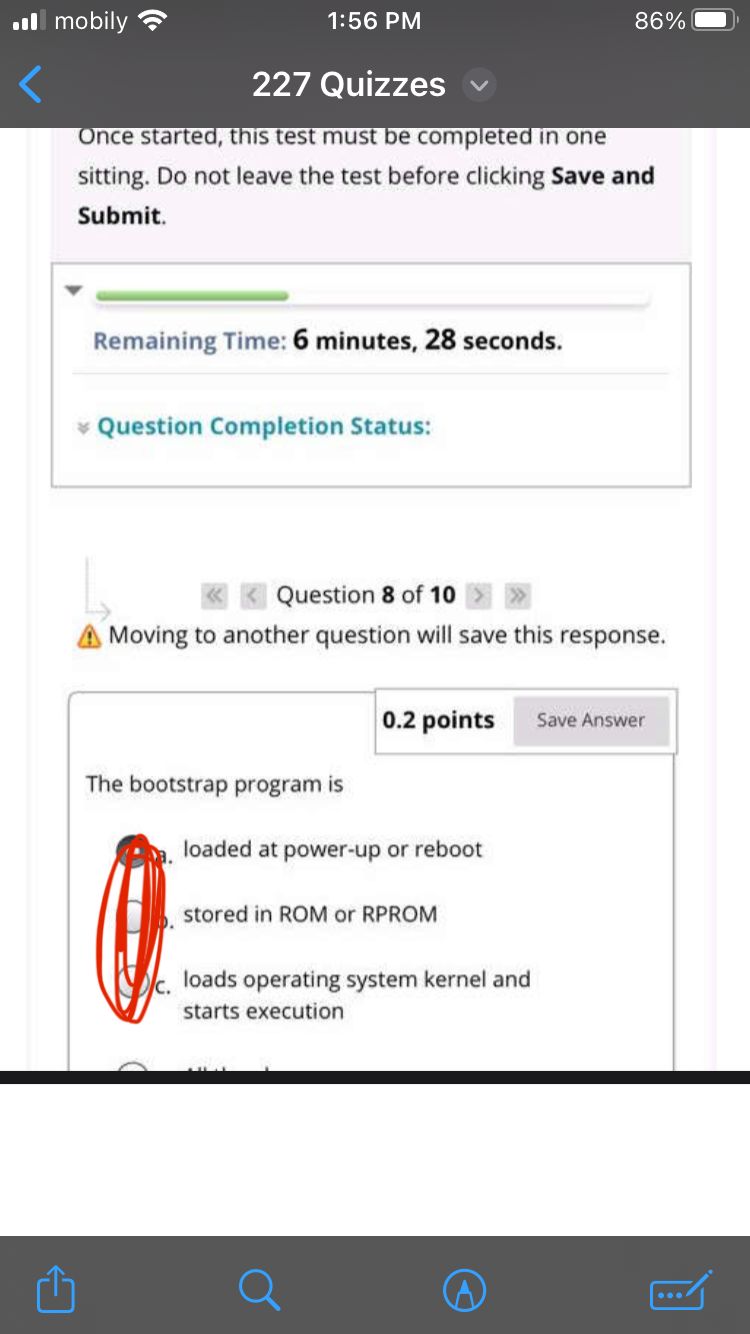 mobily 1:56 PM 86%
227 Quizzes
Once started, this test must be completed in one
sitting. Do not leave the test before clicking Save and
Submit.
Remaining Time: 6 minutes, 28 seconds.
Question Completion Status:
Question 8 of 10
Moving to another question will save this response.
0.2 points Save Answer
The bootstrap program is
a. loaded at power-up or reboot
b. stored in ROM or RPROM
c. loads operating system kernel and
starts execution